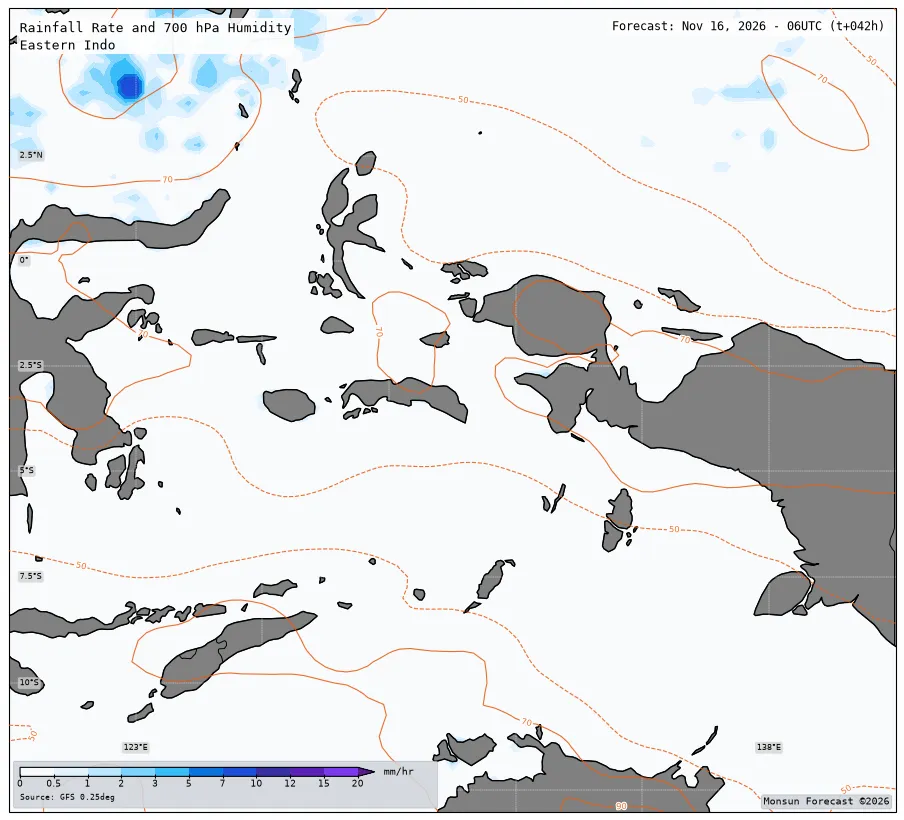 Rainfall Rate and 700 hPa Humidity
Eastern Indo
Forecast: Nov 16, 2026 - 06UTC (t+042h)
50
70
50
2.5°N
70
0°
70
70
70
2.5°S
5°S
50
50
7.5°S
10°S
70
50
123°E
138°E
50
90
0 0.5 1 2 3 5 7 10 12 15 20 mm/hr
Source: GFS 0.25deg
Monsun Forecast ©2026